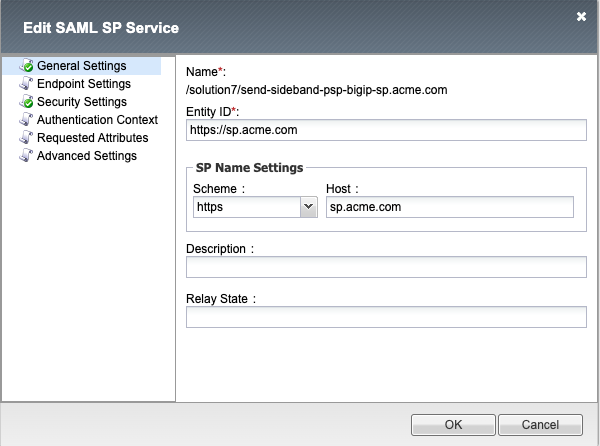 Edit SAML SP Service
General Settings
Endpoint Settings
Security Settings
Authentication Context
Requested Attributes
Advanced Settings
Name*:
/solution7/send-sideband-psp-bigip-sp.acme.com
Entity ID*:
https://sp.acme.com
SP Name Settings
Scheme : Host :
https sp.acme.com
Description :
Relay State :
OK Cancel